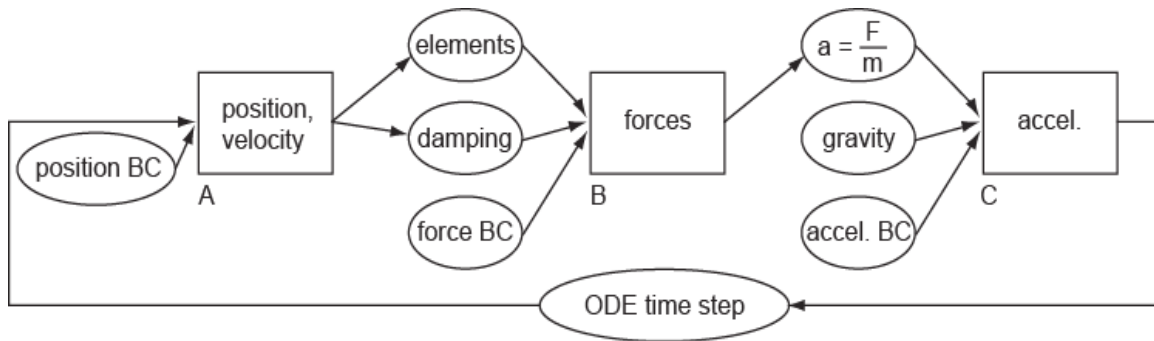 elements
a = F/m
position,
velocity
forces
accel.
damping
gravity
position BC
A
B
C
force BC
accel. BC
ODE time step